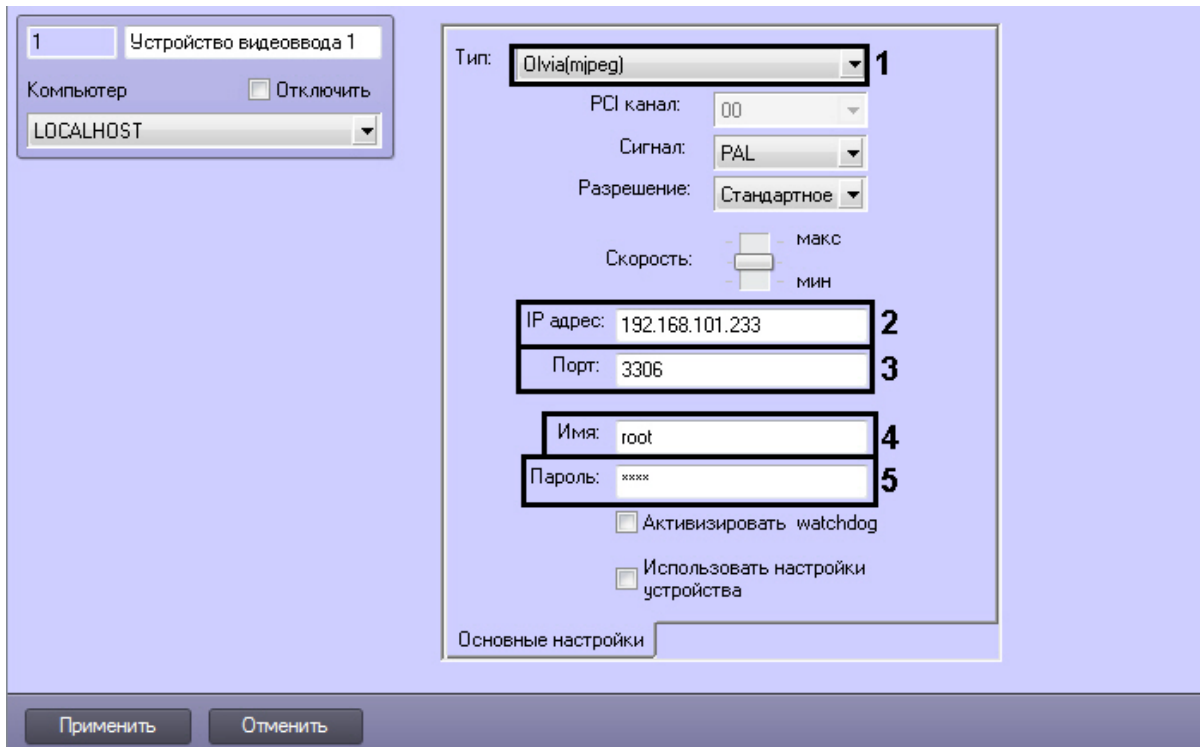 1 Устройство видеоввода 1
Компьютер Отключить
LOCALHOST
Тип: Olvia(mjpeg) 1
PCI канал: 00
Сигнал: PAL
Разрешение: Стандартное
макс
Скорость:
мин
IP адрес: 192.168.101.233 2
Порт: 3306 3
Имя: root 4
Пароль: **** 5
Активизировать watchdog
Использовать настройки
устройства
Основные настройки
Применить Отменить